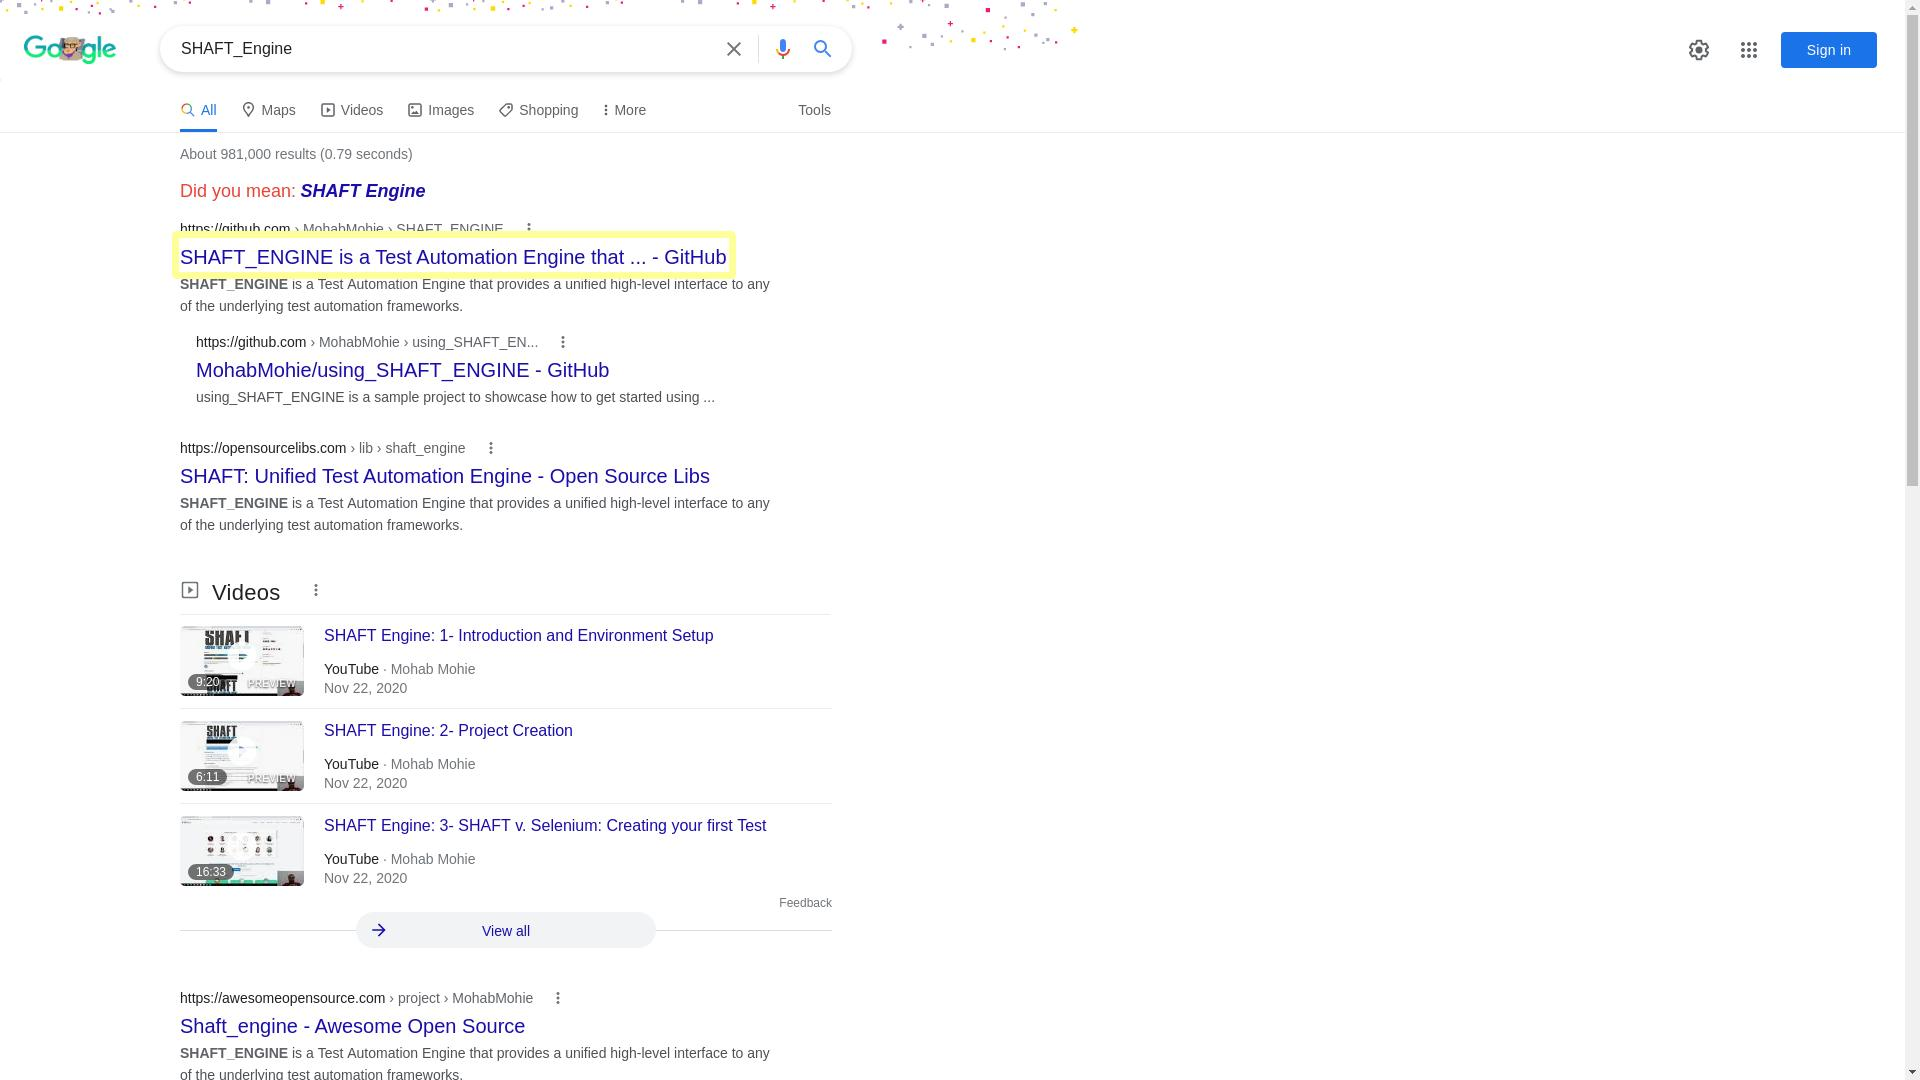 Google
SHAFT_Engine
Sign in
All
Maps
Videos
Images
Shopping
More
Tools
About 981,000 results (0.79 seconds)
Did you mean: SHAFT Engine
https://github.com › MohabMohie › SHAFT_ENGINE
SHAFT_ENGINE is a Test Automation Engine that ... - GitHub
SHAFT_ENGINE is a Test Automation Engine that provides a unified high-level interface to any
of the underlying test automation frameworks.
https://github.com › MohabMohie › using_SHAFT_EN...
MohabMohie/using_SHAFT_ENGINE - GitHub
using_SHAFT_ENGINE is a sample project to showcase how to get started using ...
https://opensourcelibs.com › lib › shaft_engine
SHAFT: Unified Test Automation Engine - Open Source Libs
SHAFT_ENGINE is a Test Automation Engine that provides a unified high-level interface to any
of the underlying test automation frameworks.
Videos
SHAFT
9:20
PREVIEW
SHAFT Engine: 1- Introduction and Environment Setup
YouTube · Mohab Mohie
Nov 22, 2020
SHAFT
6:11
PREVIEW
SHAFT Engine: 2- Project Creation
YouTube · Mohab Mohie
Nov 22, 2020
16:33
SHAFT Engine: 3- SHAFT v. Selenium: Creating your first Test
YouTube · Mohab Mohie
Nov 22, 2020
Feedback
View all
https://awesomeopensource.com › project › MohabMohie
Shaft_engine - Awesome Open Source
SHAFT_ENGINE is a Test Automation Engine that provides a unified high-level interface to any
of the underlying test automation frameworks.